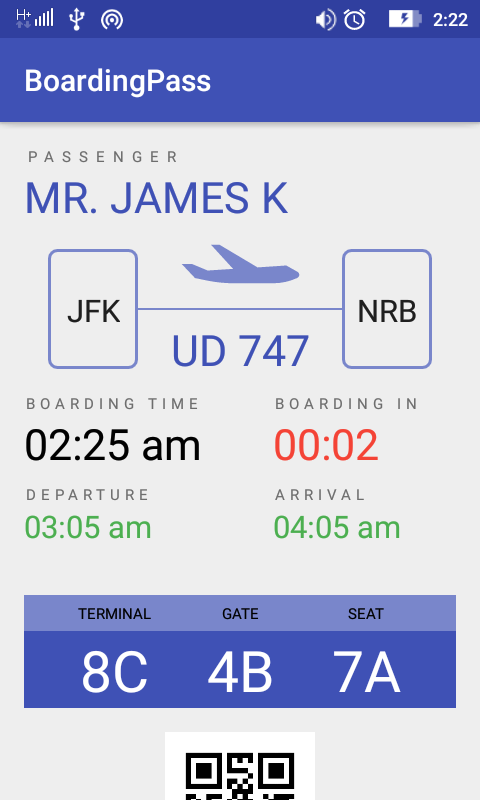 H+ 2:22
BoardingPass
PASSENGER
MR. JAMES K
JFK NRB
UD 747
BOARDING TIME BOARDING IN
02:25 am 00:02
DEPARTURE ARRIVAL
03:05 am 04:05 am
TERMINAL GATE SEAT
8C 4B 7A